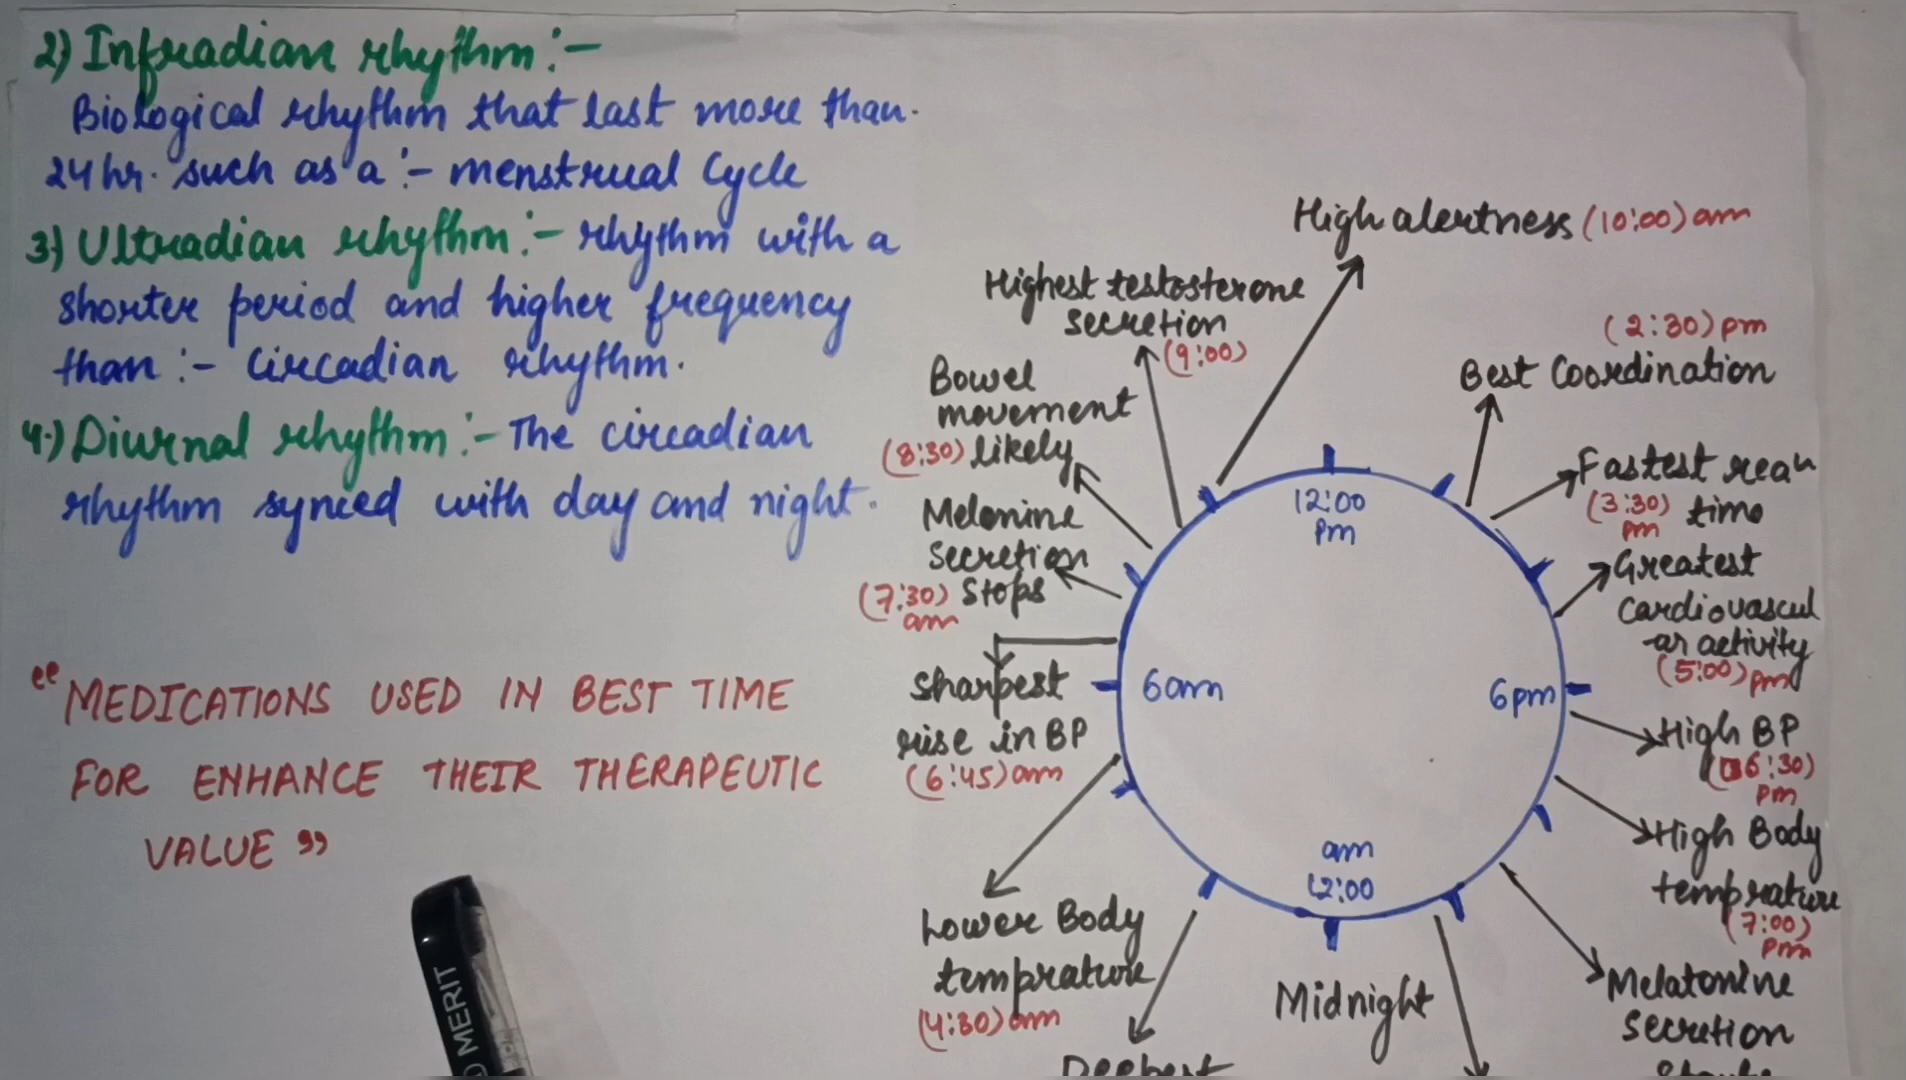 2) Infradian rhythm:-
Biological rhythm that last more than
24 hr. such as a :- menstrual Cycle
3) Ultradian rhythm:- rhythm with a
shorter period and higher frequency
than :- Circadian rhythm.
4.) Diurnal rhythm:- The circadian
rhythm synced with day and night.
"MEDICATIONS USED IN BEST TIME
FOR ENHANCE THEIR THERAPEUTIC
VALUE"
MERIT
High alertness (10:00) am
Highest testosterone
secretion
(9:00)
Bowel
movement
(8:30) likely
Melonine
Secretion
Stops
(7:30)
am
Sharpest
rise in BP
(6:45) am
Lower Body
temprature
(4:30) am
Deepest
Midnight
12:00
pm
6am
6pm
am
12:00
(2:30) pm
Best Coordination
Fastest rean
(3:30) time
pm
Greatest
Cardiovascul
-ar activity
(5:00) pm
High BP
(6:30)
pm
High Body
temprature
(7:00)
pm
Melatonine
Secretion